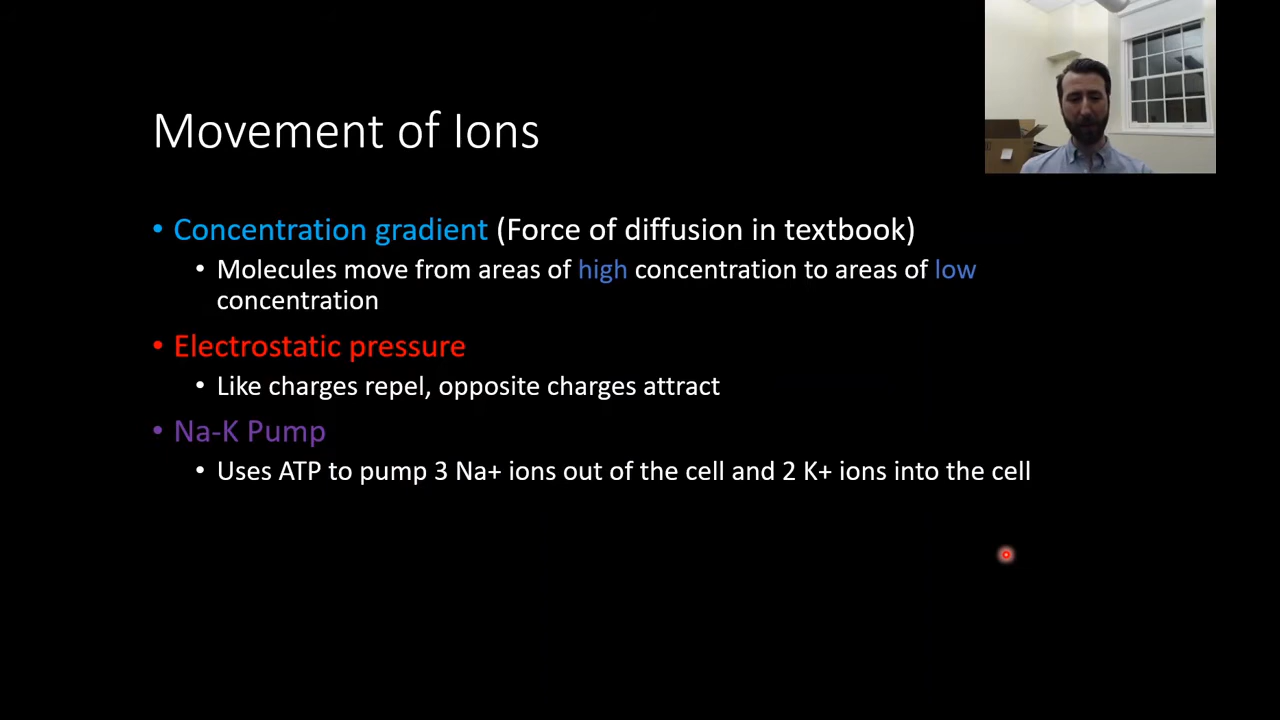 Movement of Ions
• Concentration gradient (Force of diffusion in textbook)
• Molecules move from areas of high concentration to areas of low
concentration
• Electrostatic pressure
• Like charges repel, opposite charges attract
• Na-K Pump
• Uses ATP to pump 3 Na+ ions out of the cell and 2 K+ ions into the cell